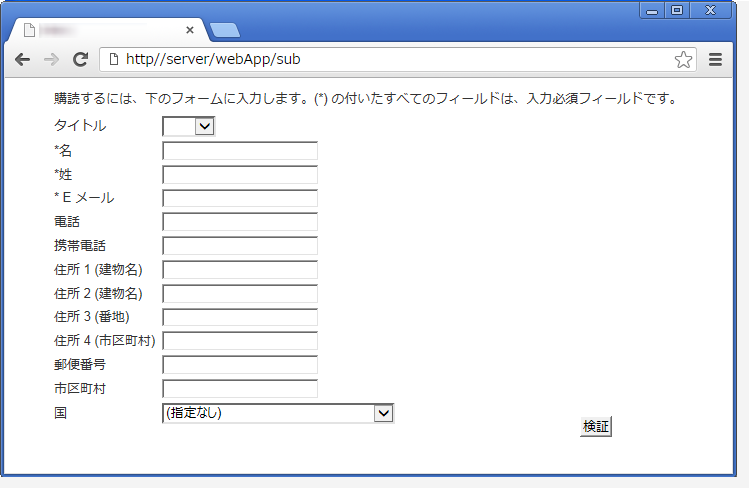 http//server/webApp/sub
購読するには、下のフォームに入力します。(*) の付いたすべてのフィールドは、入力必須フィールドです。
タイトル
*名
*姓
* E メール
電話
携帯電話
住所 1 (建物名)
住所 2 (建物名)
住所 3 (番地)
住所 4 (市区町村)
郵便番号
市区町村
国 (指定なし)
検証